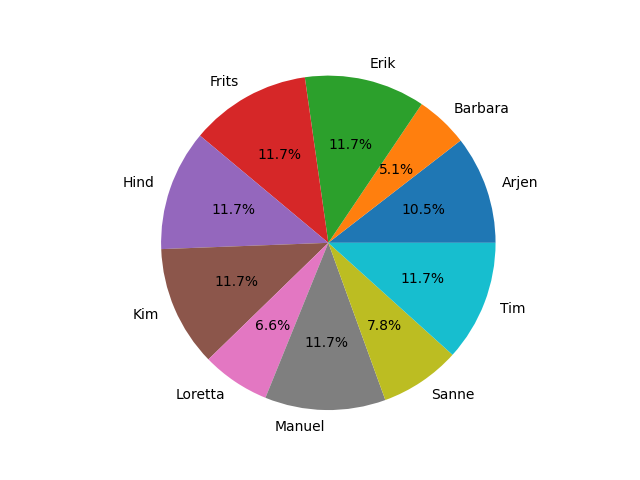 Erik
Frits
Barbara
11.7%
11.7%
5.1%
Hind
Arjen
11.7%
10.5%
11.7%
11.7%
Kim
Tim
6.6%
7.8%
11.7%
Loretta
Sanne
Manuel